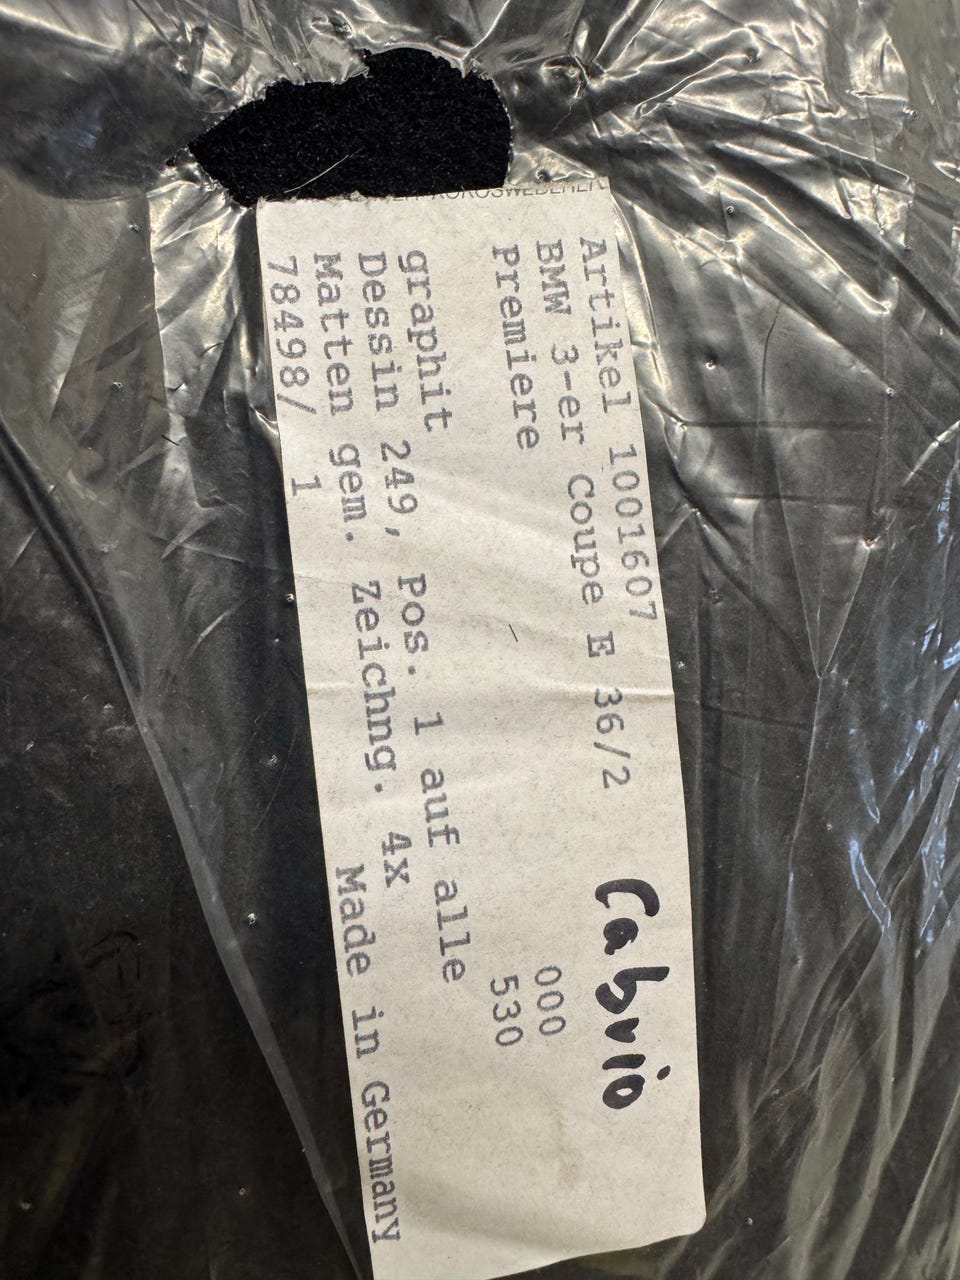 Artikel 1001607
BMW 3-er Coupe E 36/2 000
Premiere 530
Cabrio
graphit
Dessin 249, Pos. 1 auf alle
Matten gem. Zeichng. 4x
78498/ 1 Made in Germany